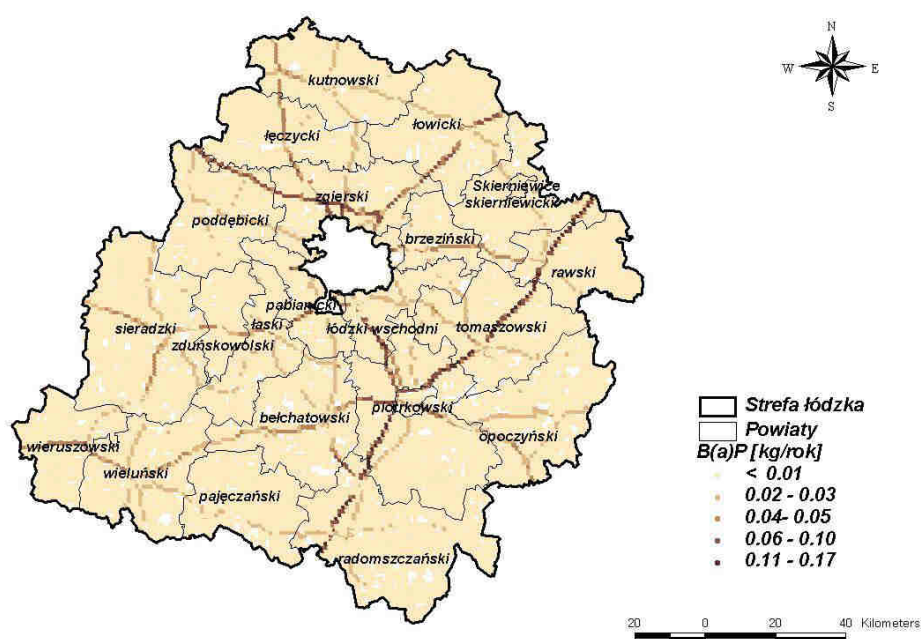 N
W E
S
kutnowski
łowicki
łęczycki
Skierniewice
skierniewicki
zgierski
poddębicki
brzeziński
rawski
pabianicki
sieradzki
łaski
łódzki wschodni
tomaszowski
zduńskowolski
piotrkowski
bełchatowski
opoczyński
wieruszowski
wieluński
pajęczański
radomszczański
Strefa łódzka
Powiaty
B(a)P [kg/rok]
< 0.01
0.02 - 0.03
0.04- 0.05
0.06 - 0.10
0.11 - 0.17
20 0 20 40 Kilometers